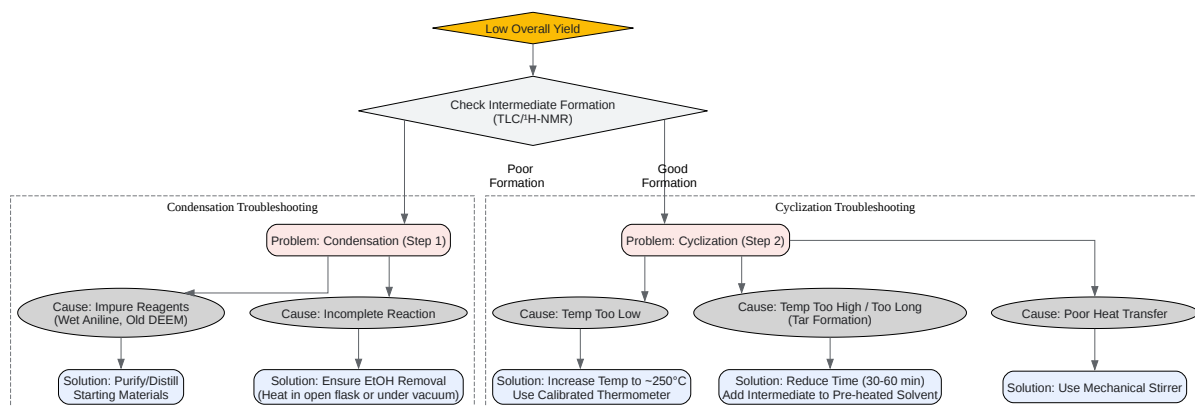 Low Overall Yield
Check Intermediate Formation
(TLC/¹H-NMR)
Poor
Formation
Good
Formation
Condensation Troubleshooting
Cyclization Troubleshooting
Problem: Condensation (Step 1)
Problem: Cyclization (Step 2)
Cause: Impure Reagents
(Wet Aniline, Old DEEM)
Cause: Incomplete Reaction
Cause: Temp Too Low
Cause: Temp Too High / Too Long
(Tar Formation)
Cause: Poor Heat Transfer
Solution: Purify/Distill
Starting Materials
Solution: Ensure EtOH Removal
(Heat in open flask or under vacuum)
Solution: Increase Temp to ~250°C
Use Calibrated Thermometer
Solution: Reduce Time (30-60 min)
Add Intermediate to Pre-heated Solvent
Solution: Use Mechanical Stirrer